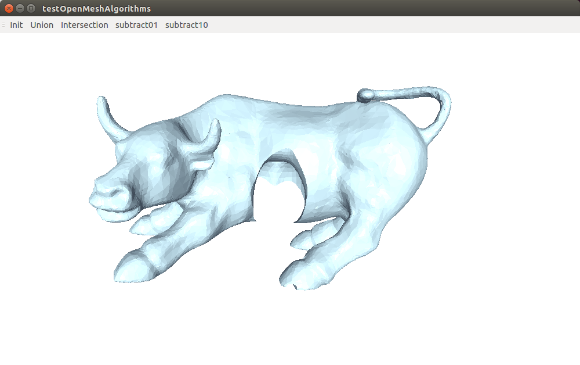 testOpenMeshAlgorithms
Init Union Intersection subtract01 subtract10